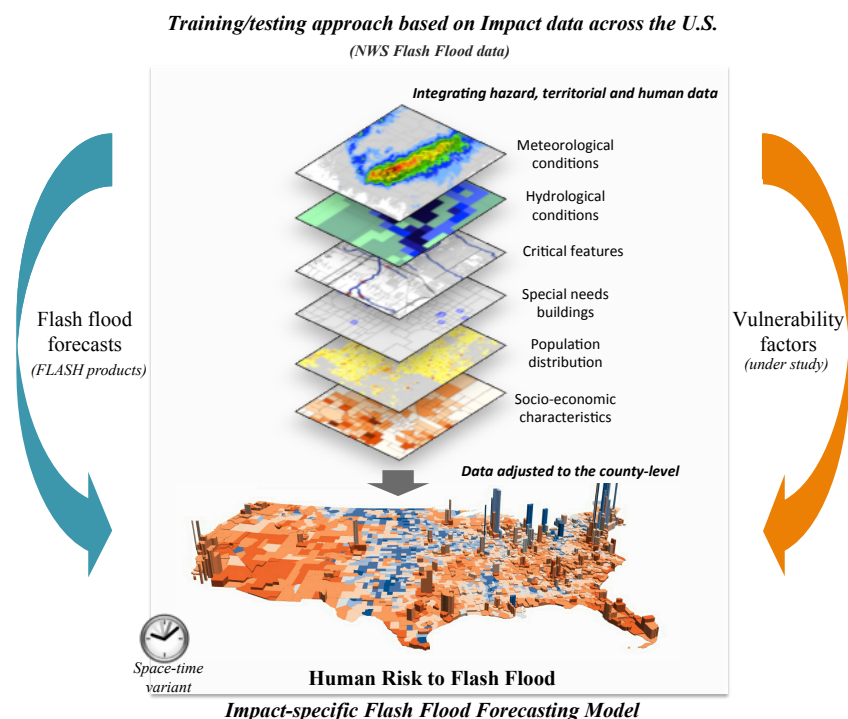 Training/testing approach based on Impact data across the U.S.
(NWS Flash Flood data)
Integrating hazard, territorial and human data
Meteorological
conditions
Hydrological
conditions
Critical features
Special needs
buildings
Population
distribution
Socio-economic
characteristics
Flash flood
forecasts
(FLASH products)
Vulnerability
factors
(under study)
Data adjusted to the county-level
Space-time
variant
Human Risk to Flash Flood
Impact-specific Flash Flood Forecasting Model